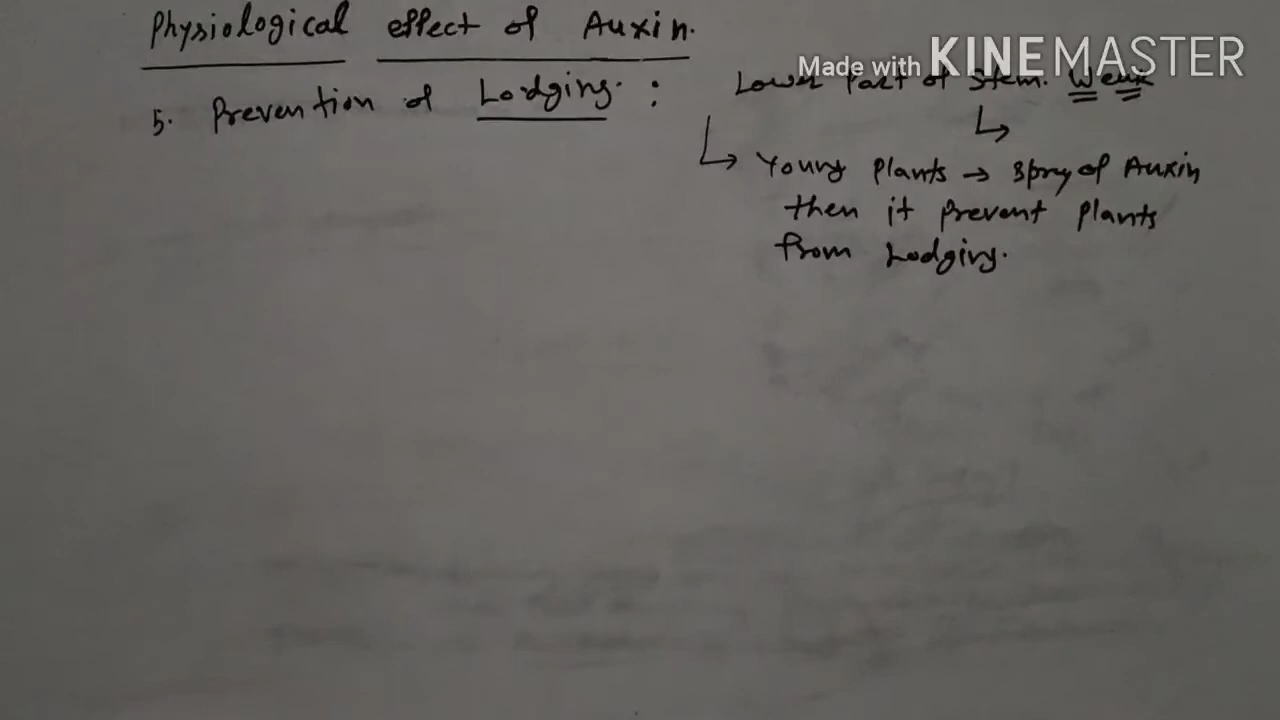 Physiological effect of Auxin.
Made with KINEMASTER
5. Prevention of Lodging. :
Lower Part of Stem. Weak
Young Plants → Spry of Auxin
then it prevent Plants
from Lodging.